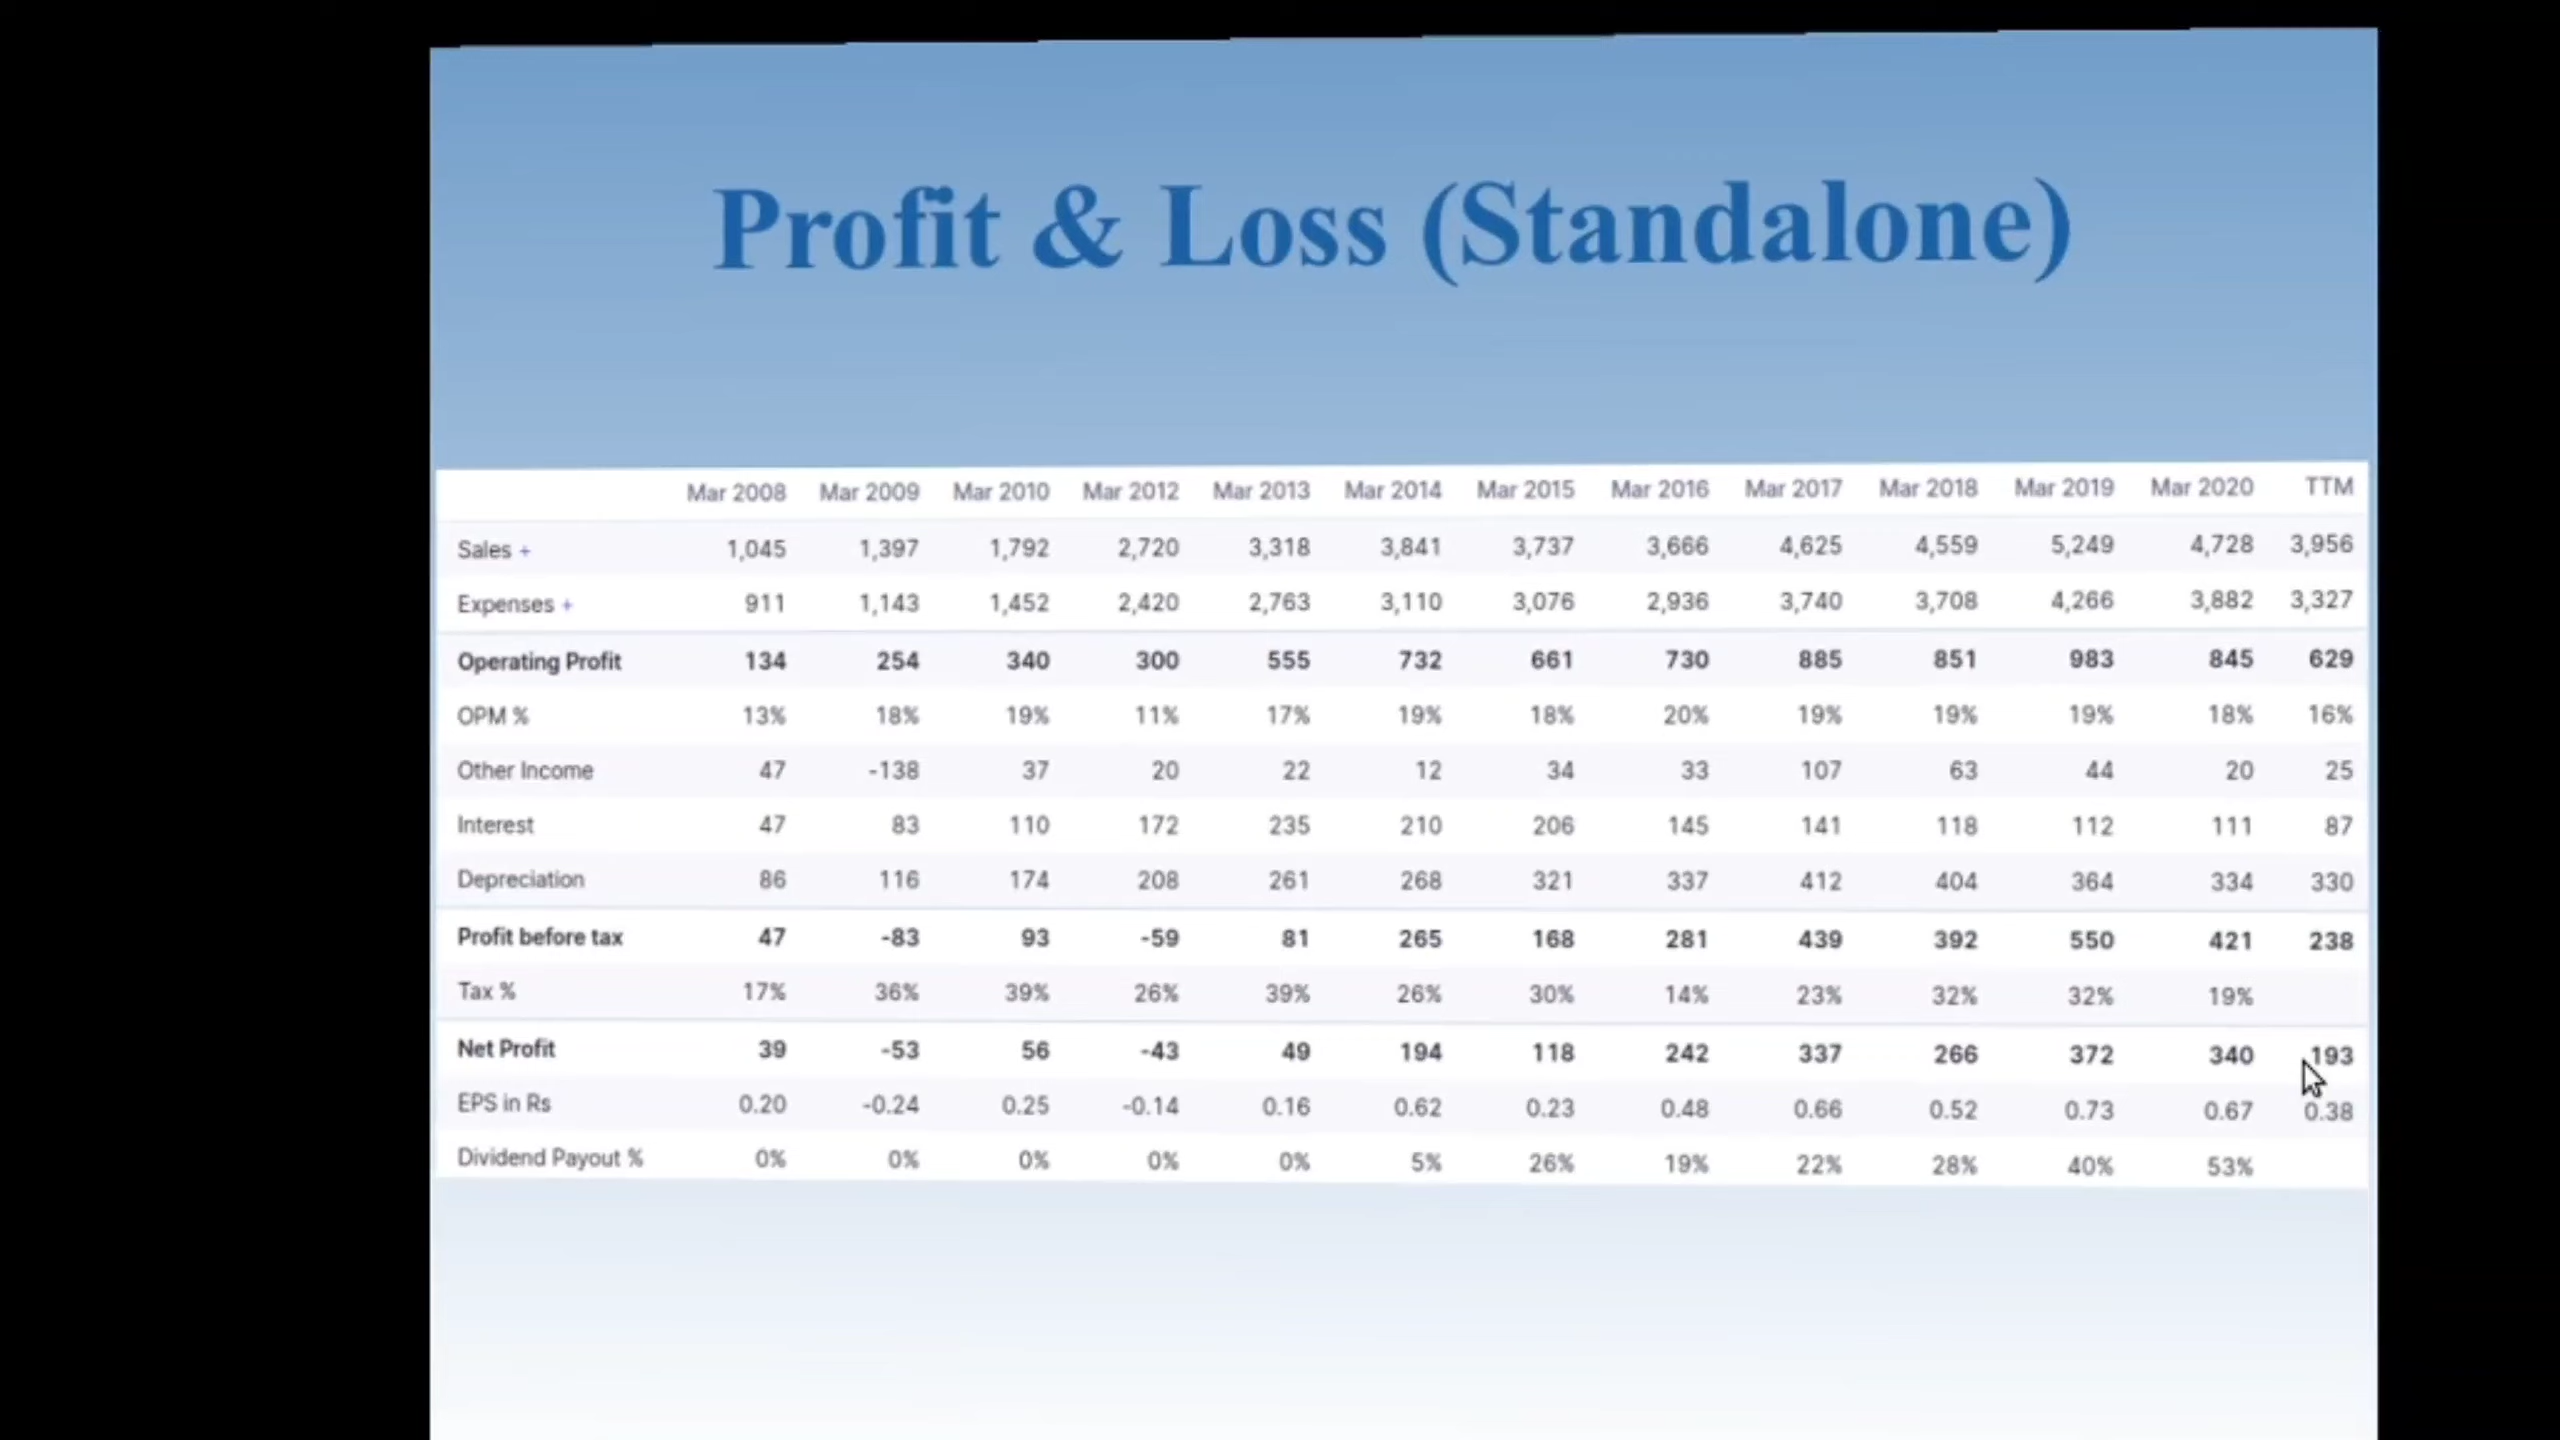 Profit & Loss (Standalone)
Mar 2008 Mar 2009 Mar 2010 Mar 2012 Mar 2013 Mar 2014 Mar 2015 Mar 2016 Mar 2017 Mar 2018 Mar 2019 Mar 2020 TTM
Sales + 1,045 1,397 1,792 2,720 3,318 3,841 3,737 3,666 4,625 4,559 5,249 4,728 3,956
Expenses + 911 1,143 1,452 2,420 2,763 3,110 3,076 2,936 3,740 3,708 4,266 3,882 3,327
Operating Profit 134 254 340 300 555 732 661 730 885 851 983 845 629
OPM % 13% 18% 19% 11% 17% 19% 18% 20% 19% 19% 19% 18% 16%
Other Income 47 -138 37 20 22 12 34 33 107 63 44 20 25
Interest 47 83 110 172 235 210 206 145 141 118 112 111 87
Depreciation 86 116 174 208 261 268 321 337 412 404 364 334 330
Profit before tax 47 -83 93 -59 81 265 168 281 439 392 550 421 238
Tax % 17% 36% 39% 26% 39% 26% 30% 14% 23% 32% 32% 19%
Net Profit 39 -53 56 -43 49 194 118 242 337 266 372 340 193
EPS in Rs 0.20 -0.24 0.25 -0.14 0.16 0.62 0.23 0.48 0.66 0.52 0.73 0.67 0.38
Dividend Payout % 0% 0% 0% 0% 0% 5% 26% 19% 22% 28% 40% 53%